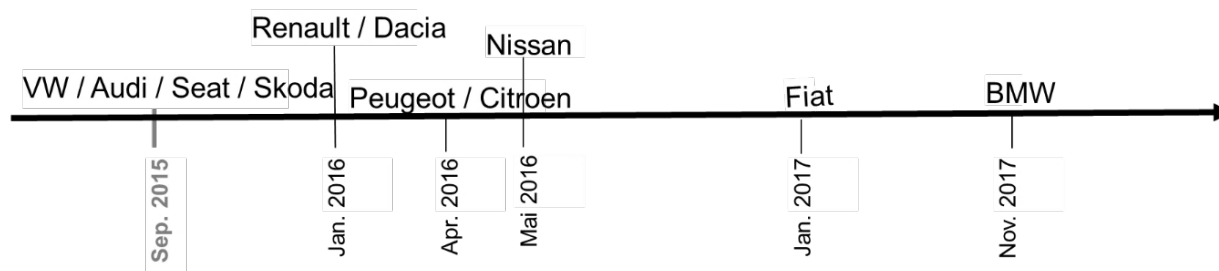 Renault / Dacia
Nissan
VW / Audi / Seat / Skoda
Peugeot / Citroen
Fiat
BMW
Sep. 2015
Jan. 2016
Apr. 2016
Mai 2016
Jan. 2017
Nov. 2017